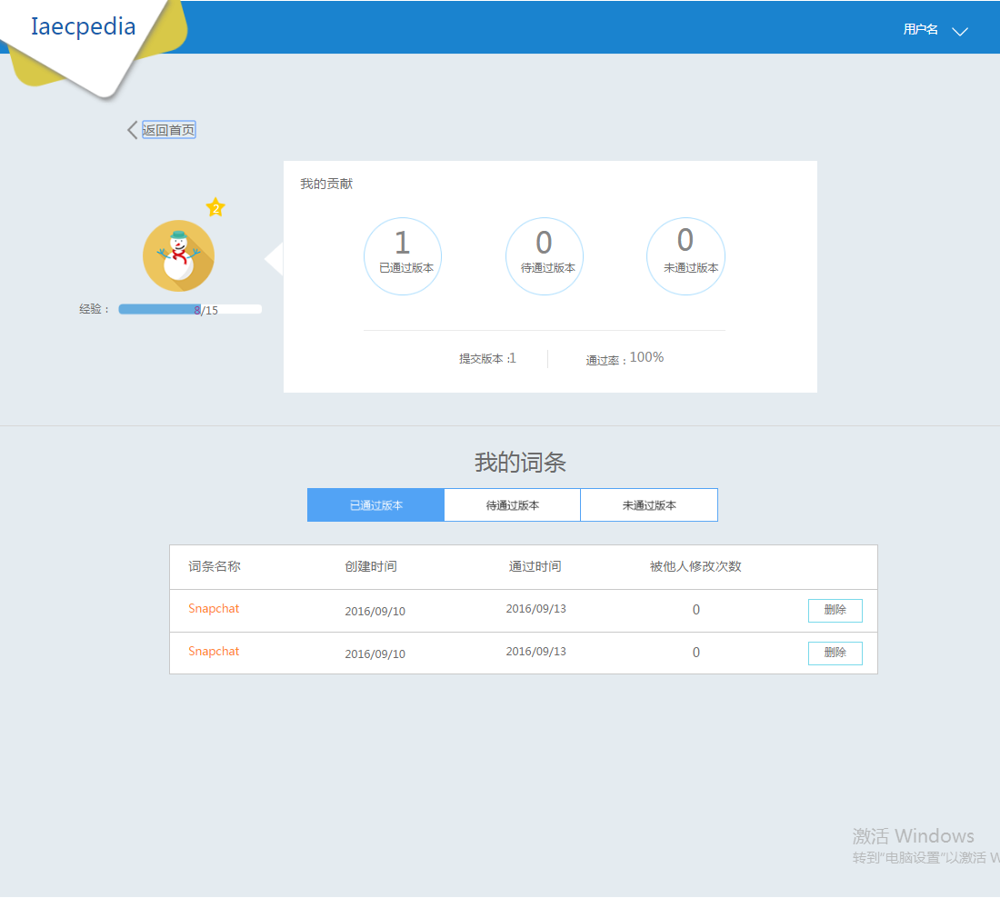 Iaecpedia
用户名
返回首页
我的贡献
2
1
0
0
已通过版本
待通过版本
未通过版本
经验：
8/15
提交版本 :1
通过率 : 100%
我的词条
已通过版本
待通过版本
未通过版本
词条名称 创建时间 通过时间 被他人修改次数
Snapchat 2016/09/10 2016/09/13 0 删除
Snapchat 2016/09/10 2016/09/13 0 删除
激活 Windows
转到"电脑设置"以激活 W